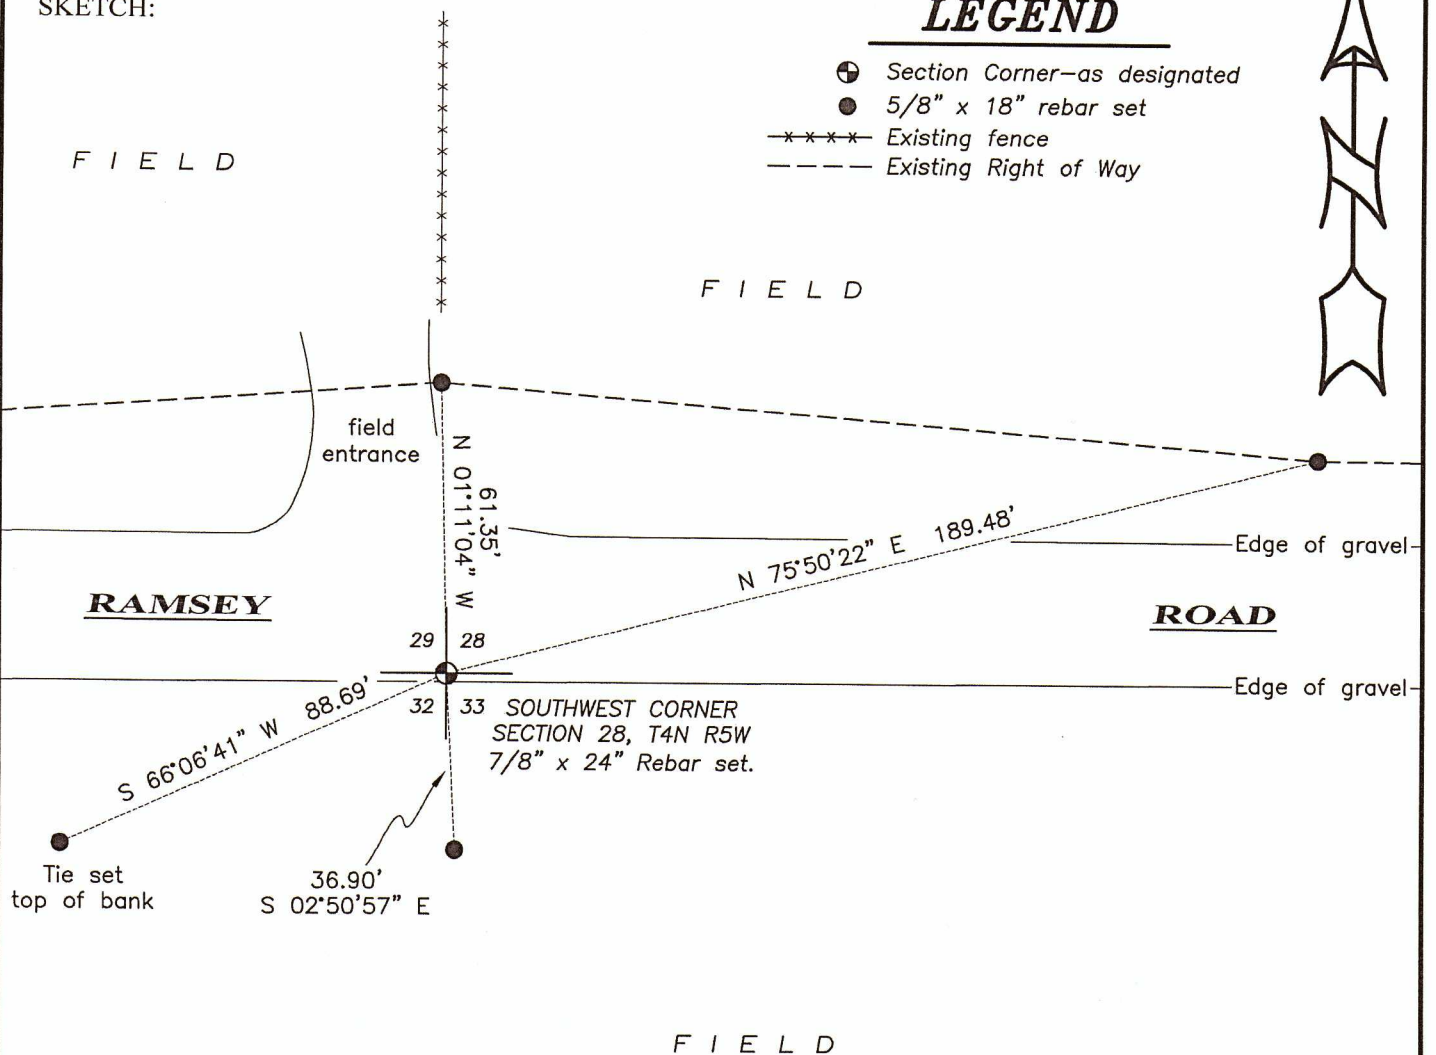 SKETCH:
LEGEND
Section Corner-as designated
5/8" x 18" rebar set
Existing fence
Existing Right of Way
FIELD
N
FIELD
field
entrance
N 01°11'04" W
61.35'
N 75°50'22" E 189.48'
Edge of gravel
RAMSEY
ROAD
29 28
Edge of gravel
32 33
SOUTHWEST CORNER
SECTION 28, T4N R5W
7/8" x 24" Rebar set.
S 66°06'41" W 88.69'
Tie set
top of bank
36.90'
S 02°50'57" E
FIELD